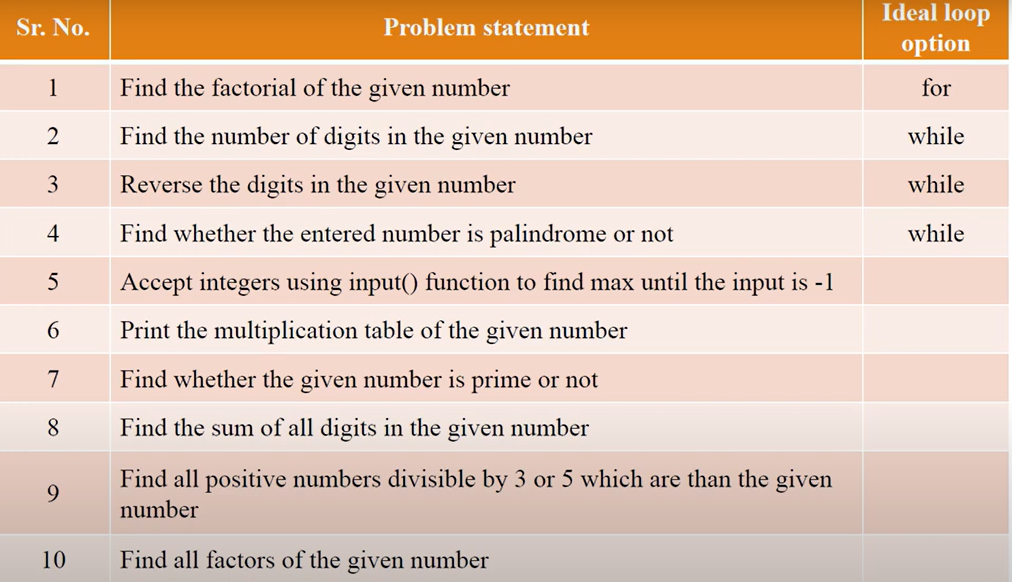 Sr. No. Problem statement Ideal loop
option
1 Find the factorial of the given number for
2 Find the number of digits in the given number while
3 Reverse the digits in the given number while
4 Find whether the entered number is palindrome or not while
5 Accept integers using input() function to find max until the input is -1
6 Print the multiplication table of the given number
7 Find whether the given number is prime or not
8 Find the sum of all digits in the given number
9 Find all positive numbers divisible by 3 or 5 which are than the given
number
10 Find all factors of the given number